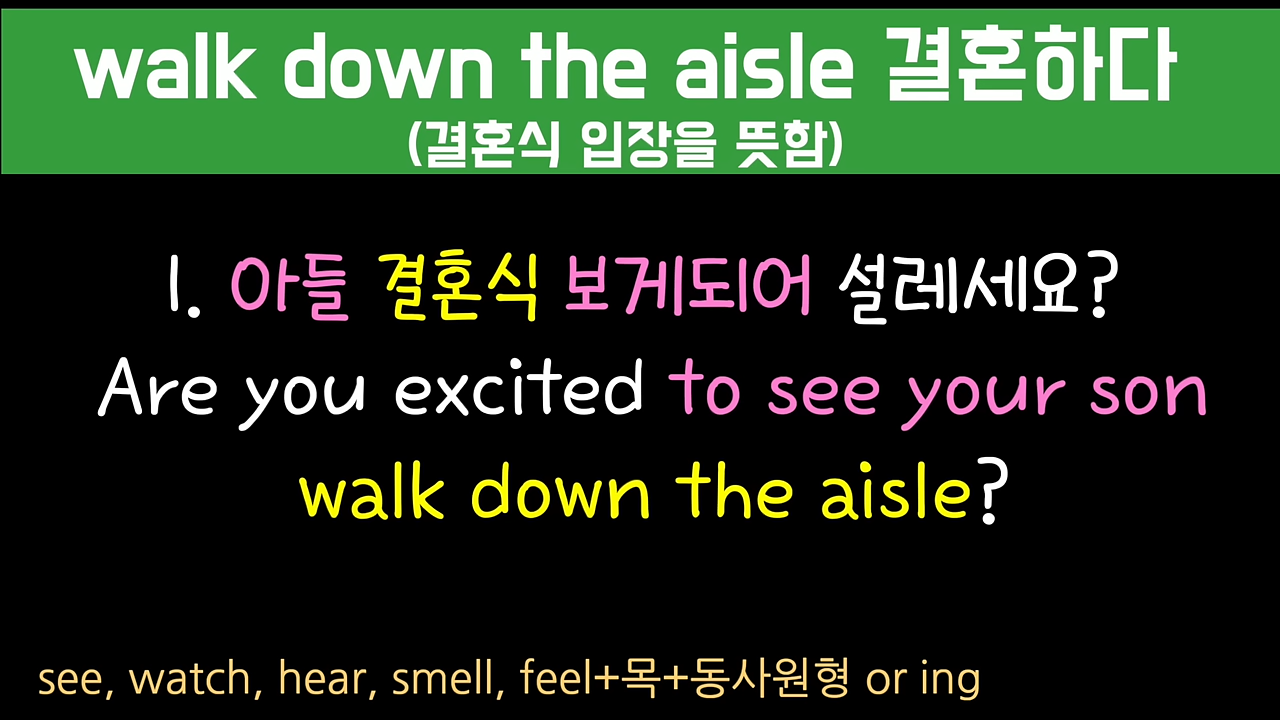 walk down the aisle 결혼하다
(결혼식 입장을 뜻함)
1. 아들 결혼식 보게되어 설레세요?
Are you excited to see your son
walk down the aisle?
see, watch, hear, smell, feel+목+동사원형 or ing